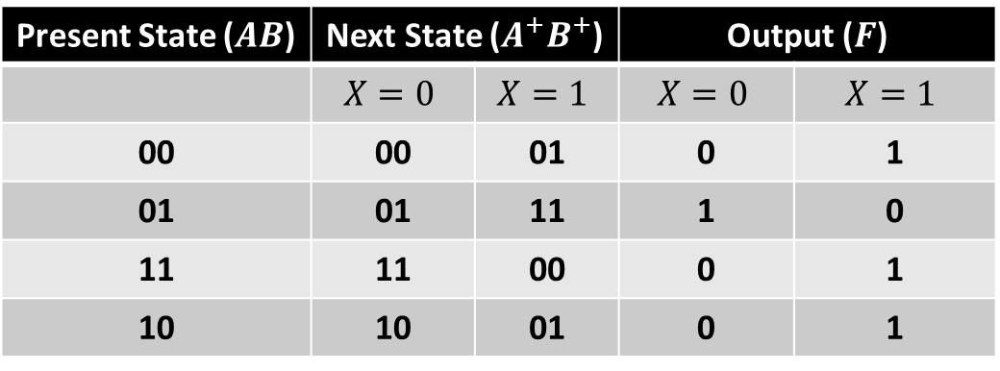 Present State (AB) Next State (A⁺B⁺) Output (F)
X = 0 X = 1 X = 0 X = 1
00 00 01 0 1
01 01 11 1 0
11 11 00 0 1
10 10 01 0 1